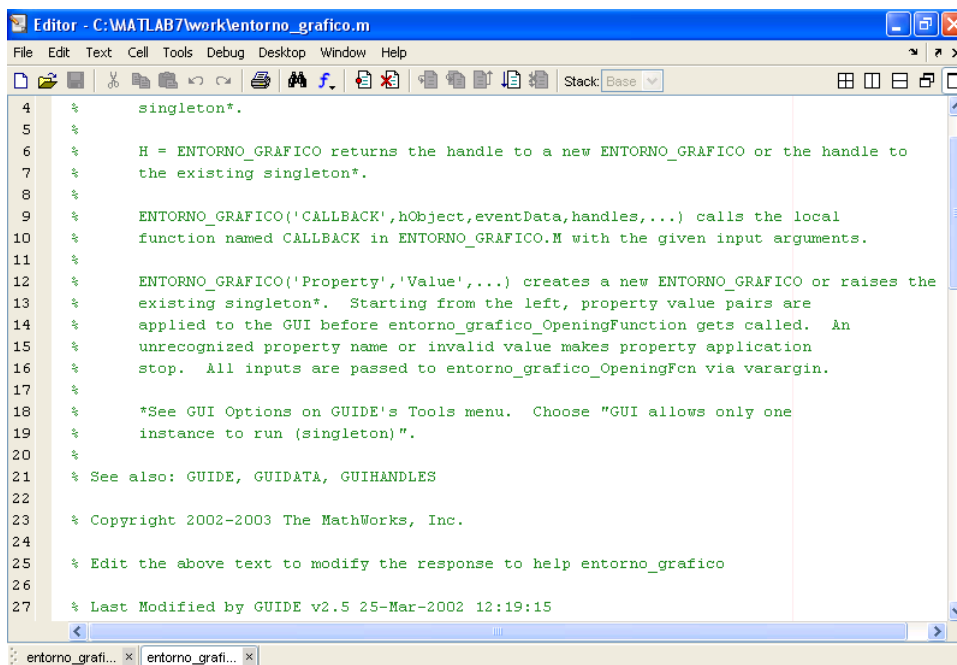 Editor - C:\MATLAB7\work\entorno_grafico.m
File Edit Text Cell Tools Debug Desktop Window Help
Stack: Base
4 % singleton*.
5 %
6 % H = ENTORNO_GRAFICO returns the handle to a new ENTORNO_GRAFICO or the handle to
7 % the existing singleton*.
8 %
9 % ENTORNO_GRAFICO('CALLBACK',hObject,eventData,handles,...) calls the local
10 % function named CALLBACK in ENTORNO_GRAFICO.M with the given input arguments.
11 %
12 % ENTORNO_GRAFICO('Property','Value',...) creates a new ENTORNO_GRAFICO or raises the
13 % existing singleton*.  Starting from the left, property value pairs are
14 % applied to the GUI before entorno_grafico_OpeningFunction gets called.  An
15 % unrecognized property name or invalid value makes property application
16 % stop.  All inputs are passed to entorno_grafico_OpeningFcn via varargin.
17 %
18 % *See GUI Options on GUIDE's Tools menu.  Choose "GUI allows only one
19 % instance to run (singleton)".
20 %
21 % See also: GUIDE, GUIDATA, GUIHANDLES
22
23 % Copyright 2002-2003 The MathWorks, Inc.
24
25 % Edit the above text to modify the response to help entorno_grafico
26
27 % Last Modified by GUIDE v2.5 25-Mar-2002 12:19:15
entorno_grafi... × entorno_grafi... ×